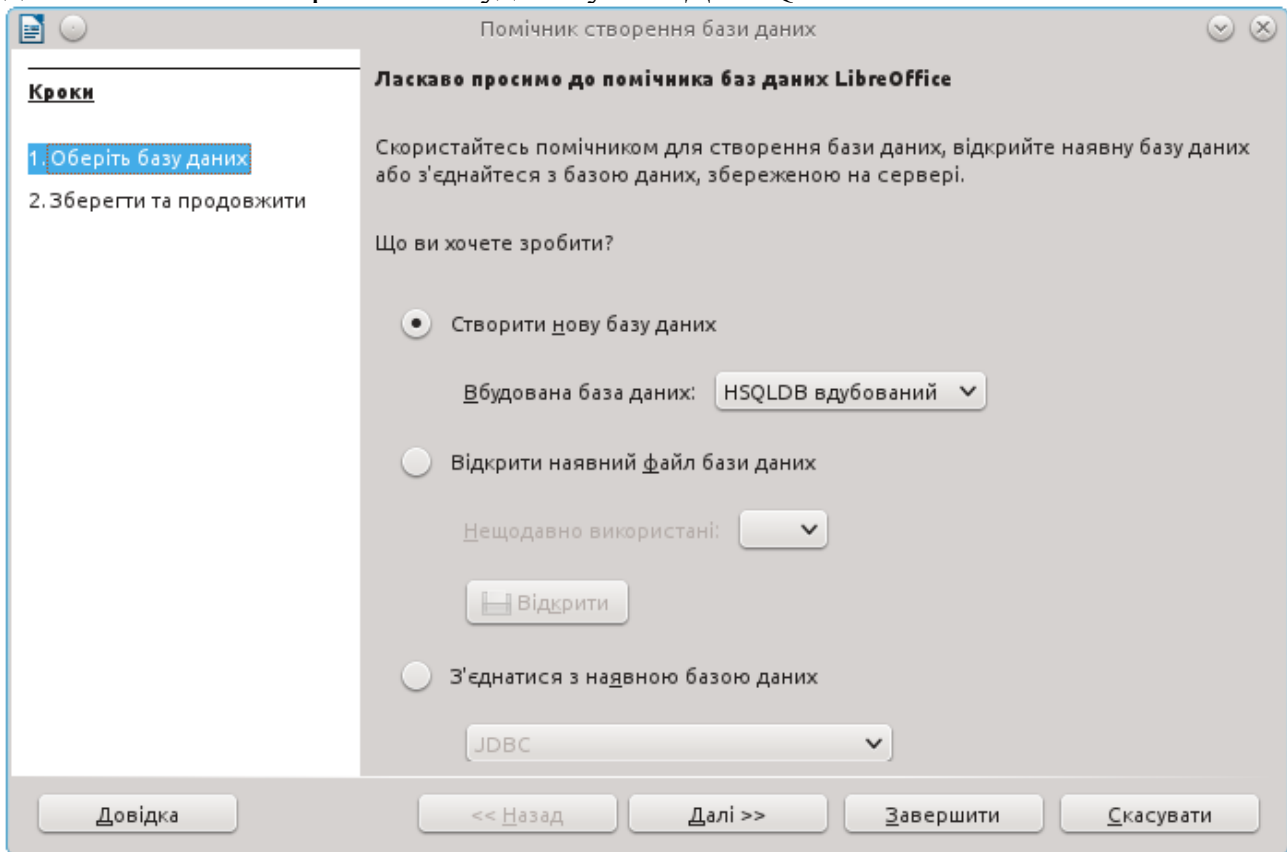 Помічник створення бази даних
Кроки
1. Оберіть базу даних
2. Зберегти та продовжити
Ласкаво просимо до помічника баз даних LibreOffice
Скористайтесь помічником для створення бази даних, відкрийте наявну базу даних
або з'єднайтеся з базою даних, збереженою на сервері.
Що ви хочете зробити?
Створити нову базу даних
Вбудована база даних: HSQLDB вдубований
Відкрити наявний файл бази даних
Нещодавно використані:
Відкрити
З'єднатися з наявною базою даних
JDBC
Довідка
<< Назад
Далі >>
Завершити
Скасувати